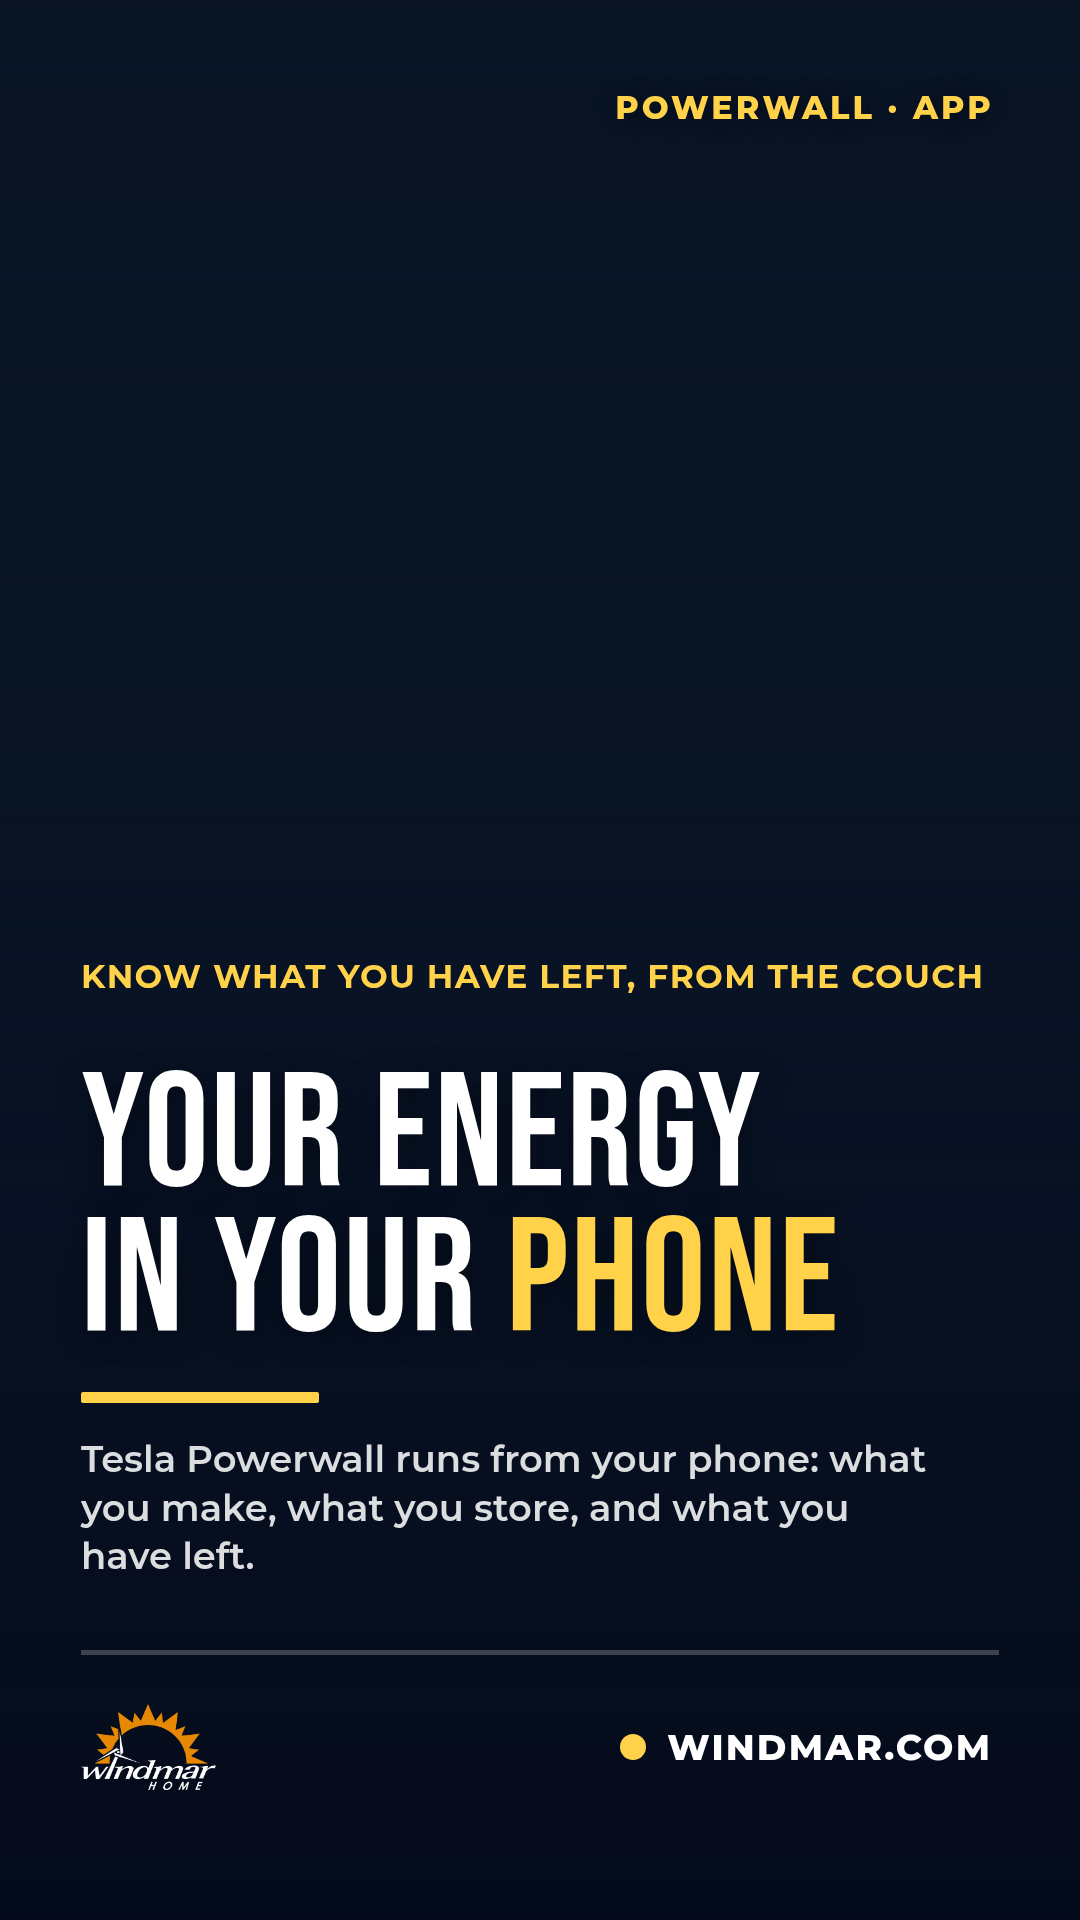 POWERWALL · APP
KNOW WHAT YOU HAVE LEFT, FROM THE COUCH
YOUR ENERGY
IN YOUR PHONE
Tesla Powerwall runs from your phone: what
you make, what you store, and what you
have left.
windmar
HOME
WINDMAR.COM